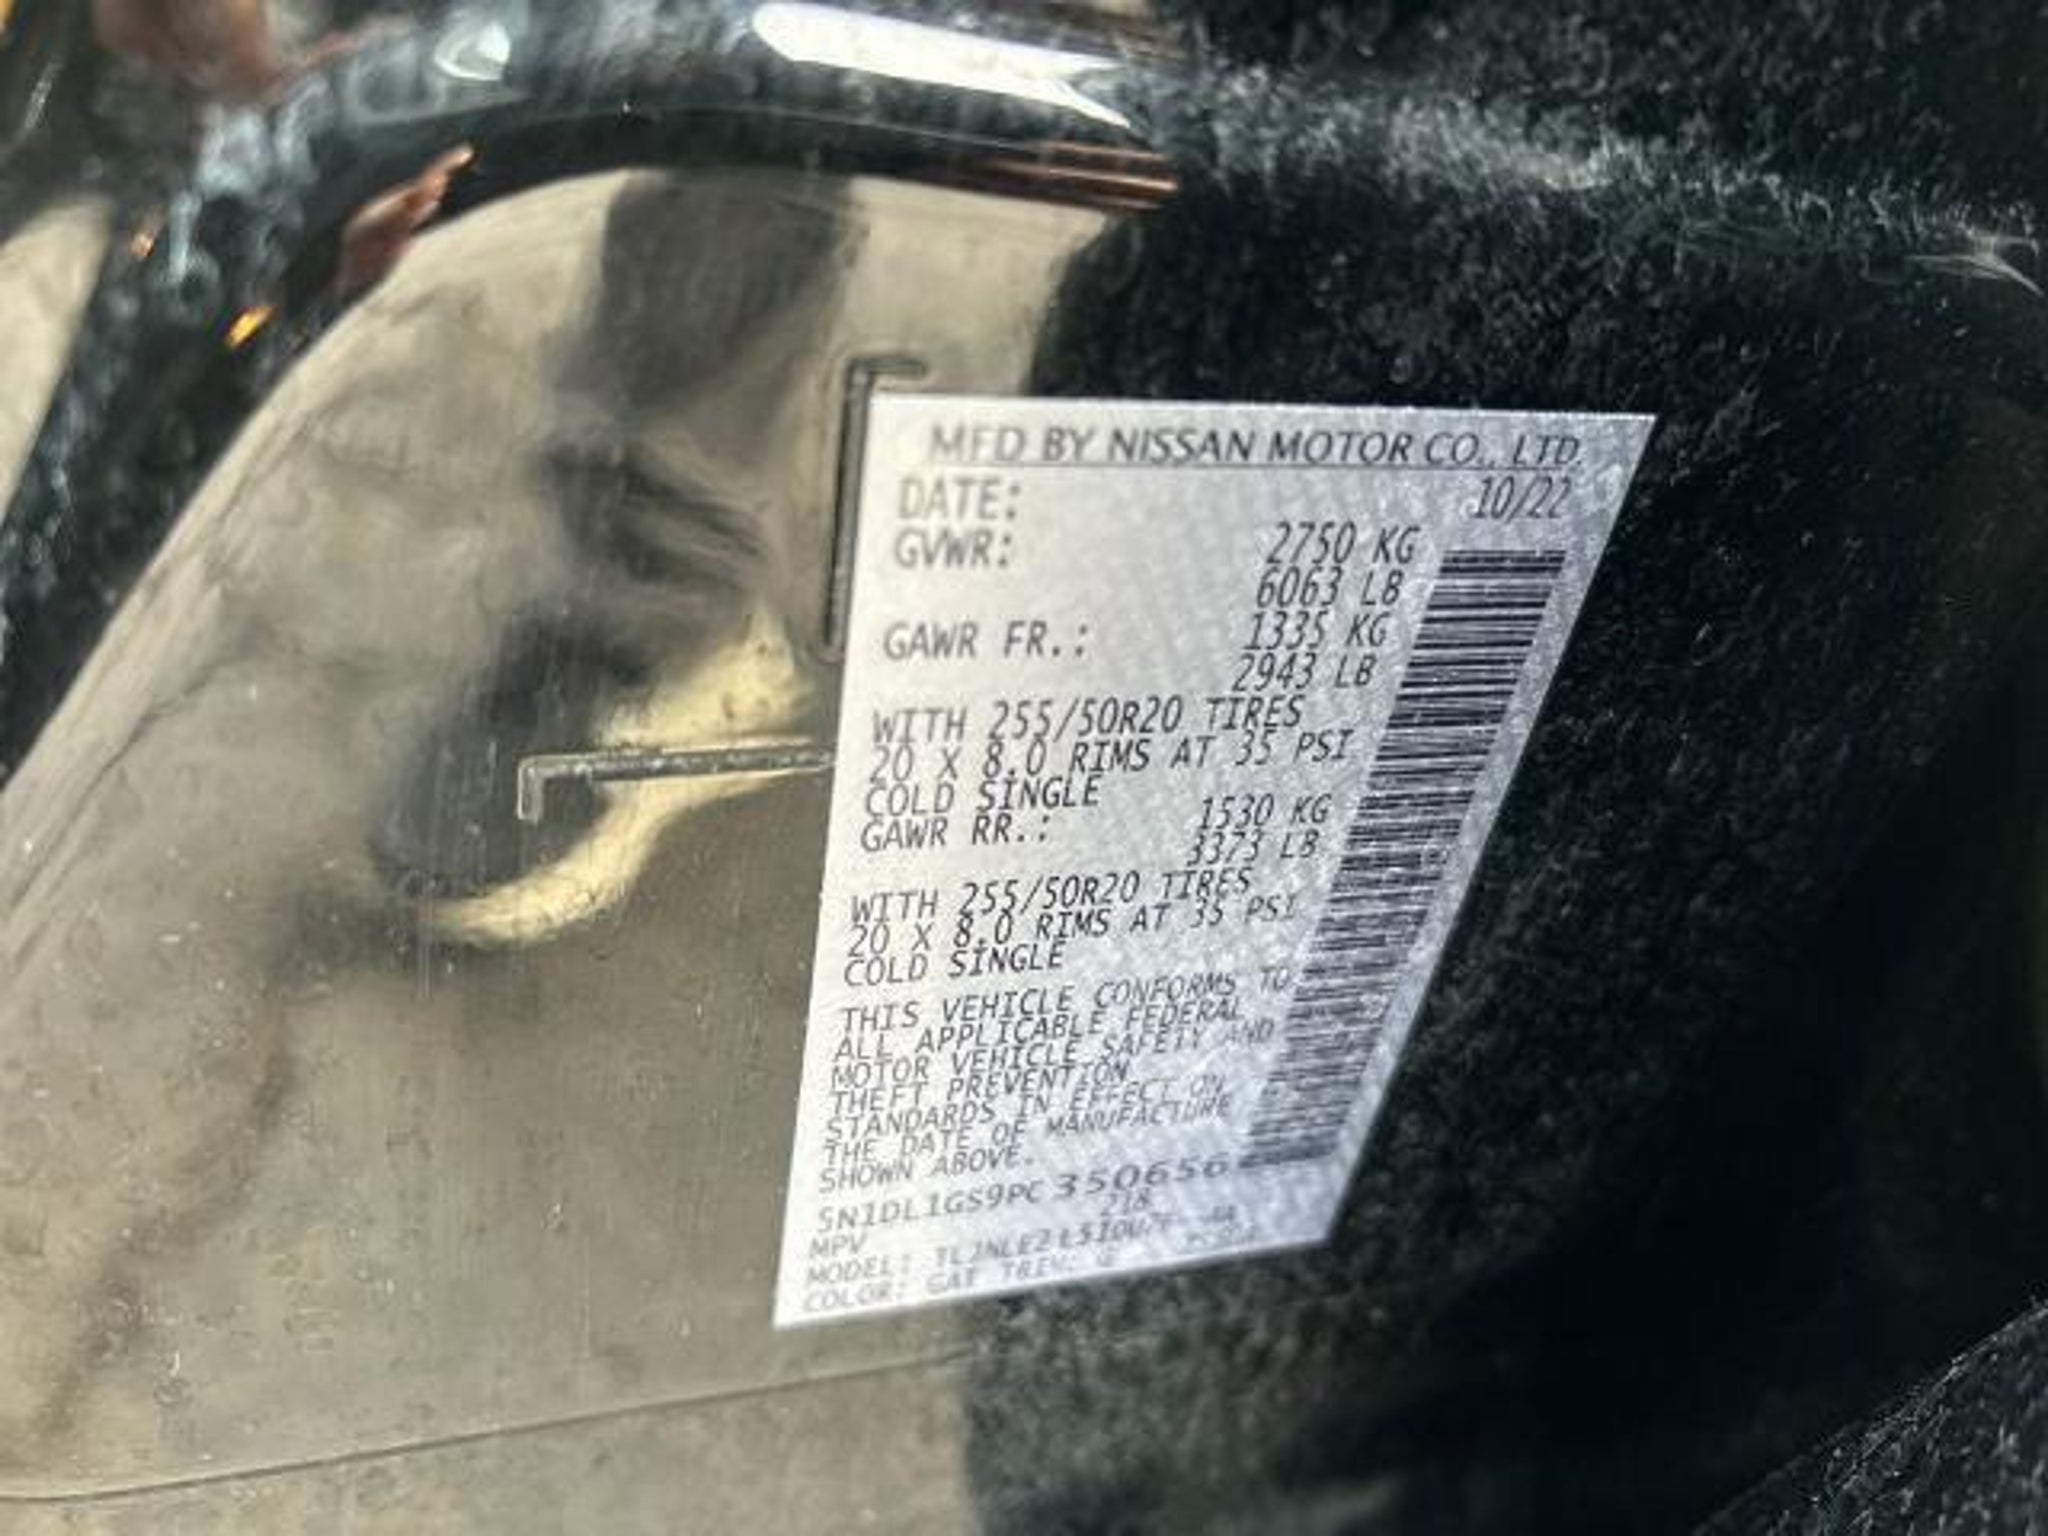 MFD BY NISSAN MOTOR CO., LTD.
DATE: 10/22
GVWR: 2750 KG
6063 LB
GAWR FR.: 1335 KG
2943 LB
WITH 255/50R20 TIRES
20 X 8.0 RIMS AT 35 PSI
COLD SINGLE
GAWR RR.: 1530 KG
3373 LB
WITH 255/50R20 TIRES
20 X 8.0 RIMS AT 35 PSI
COLD SINGLE
THIS VEHICLE CONFORMS TO
ALL APPLICABLE FEDERAL
MOTOR VEHICLE SAFETY AND
THEFT PREVENTION
STANDARDS IN EFFECT ON
THE DATE OF MANUFACTURE
SHOWN ABOVE.
5N1DL1GS9PC350656
218
MPV
MODEL:
COLOR: GAT